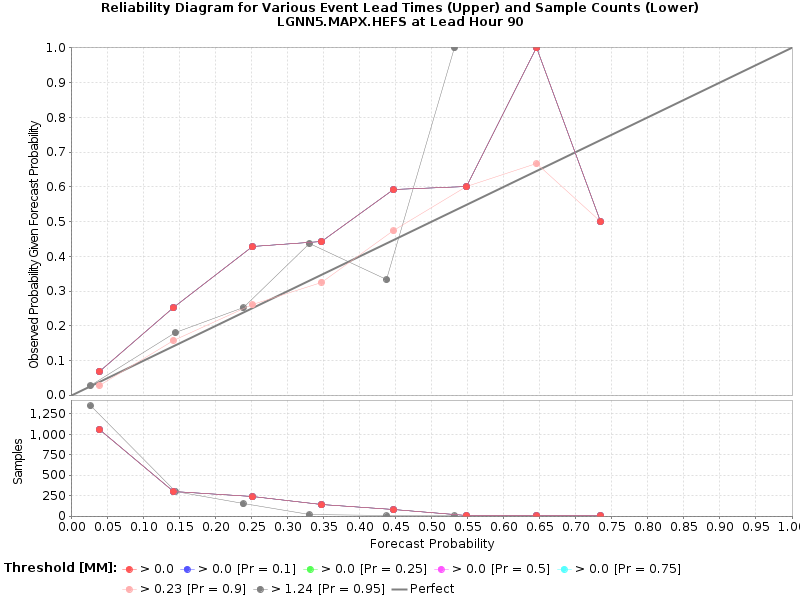 Reliability Diagram for Various Event Lead Times (Upper) and Sample Counts (Lower)
LGNN5.MAPX.HEFS at Lead Hour 90
Observed Probability Given Forecast Probability
1.0
0.9
0.8
0.7
0.6
0.5
0.4
0.3
0.2
0.1
0.0
Samples
1,250
1,000
750
500
250
0
0.00 0.05 0.10 0.15 0.20 0.25 0.30 0.35 0.40 0.45 0.50 0.55 0.60 0.65 0.70 0.75 0.80 0.85 0.90 0.95 1.0
Forecast Probability
Threshold [MM]: > 0.0 > 0.0 [Pr = 0.1] > 0.0 [Pr = 0.25] > 0.0 [Pr = 0.5] > 0.0 [Pr = 0.75]
> 0.23 [Pr = 0.9] > 1.24 [Pr = 0.95] Perfect